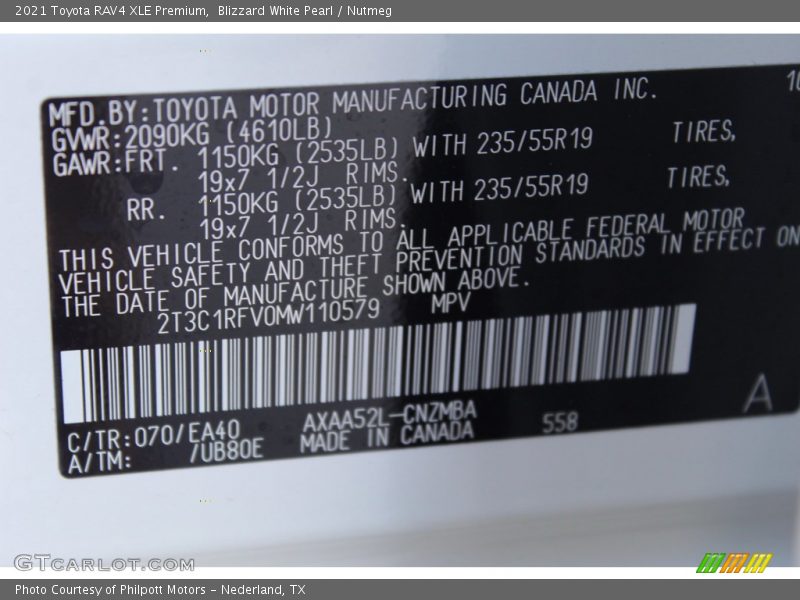 2021 Toyota RAV4 XLE Premium,  Blizzard White Pearl / Nutmeg
10
MFD.BY:TOYOTA MOTOR MANUFACTURING CANADA INC.
GVWR:2090KG (4610LB)
GAWR:FRT. 1150KG (2535LB) WITH 235/55R19 TIRES,
19x7 1/2J RIMS.
RR. 1150KG (2535LB) WITH 235/55R19 TIRES,
19x7 1/2J RIMS.
THIS VEHICLE CONFORMS TO ALL APPLICABLE FEDERAL MOTOR
VEHICLE SAFETY AND THEFT PREVENTION STANDARDS IN EFFECT ON
THE DATE OF MANUFACTURE SHOWN ABOVE.
2T3C1RFV0MW110579 MPV
A
C/TR:070/EA40 AXAA52L-CNZMBA 558
A/TM: /UB80E MADE IN CANADA
GTCARLOT.COM
Photo Courtesy of Philpott Motors - Nederland, TX